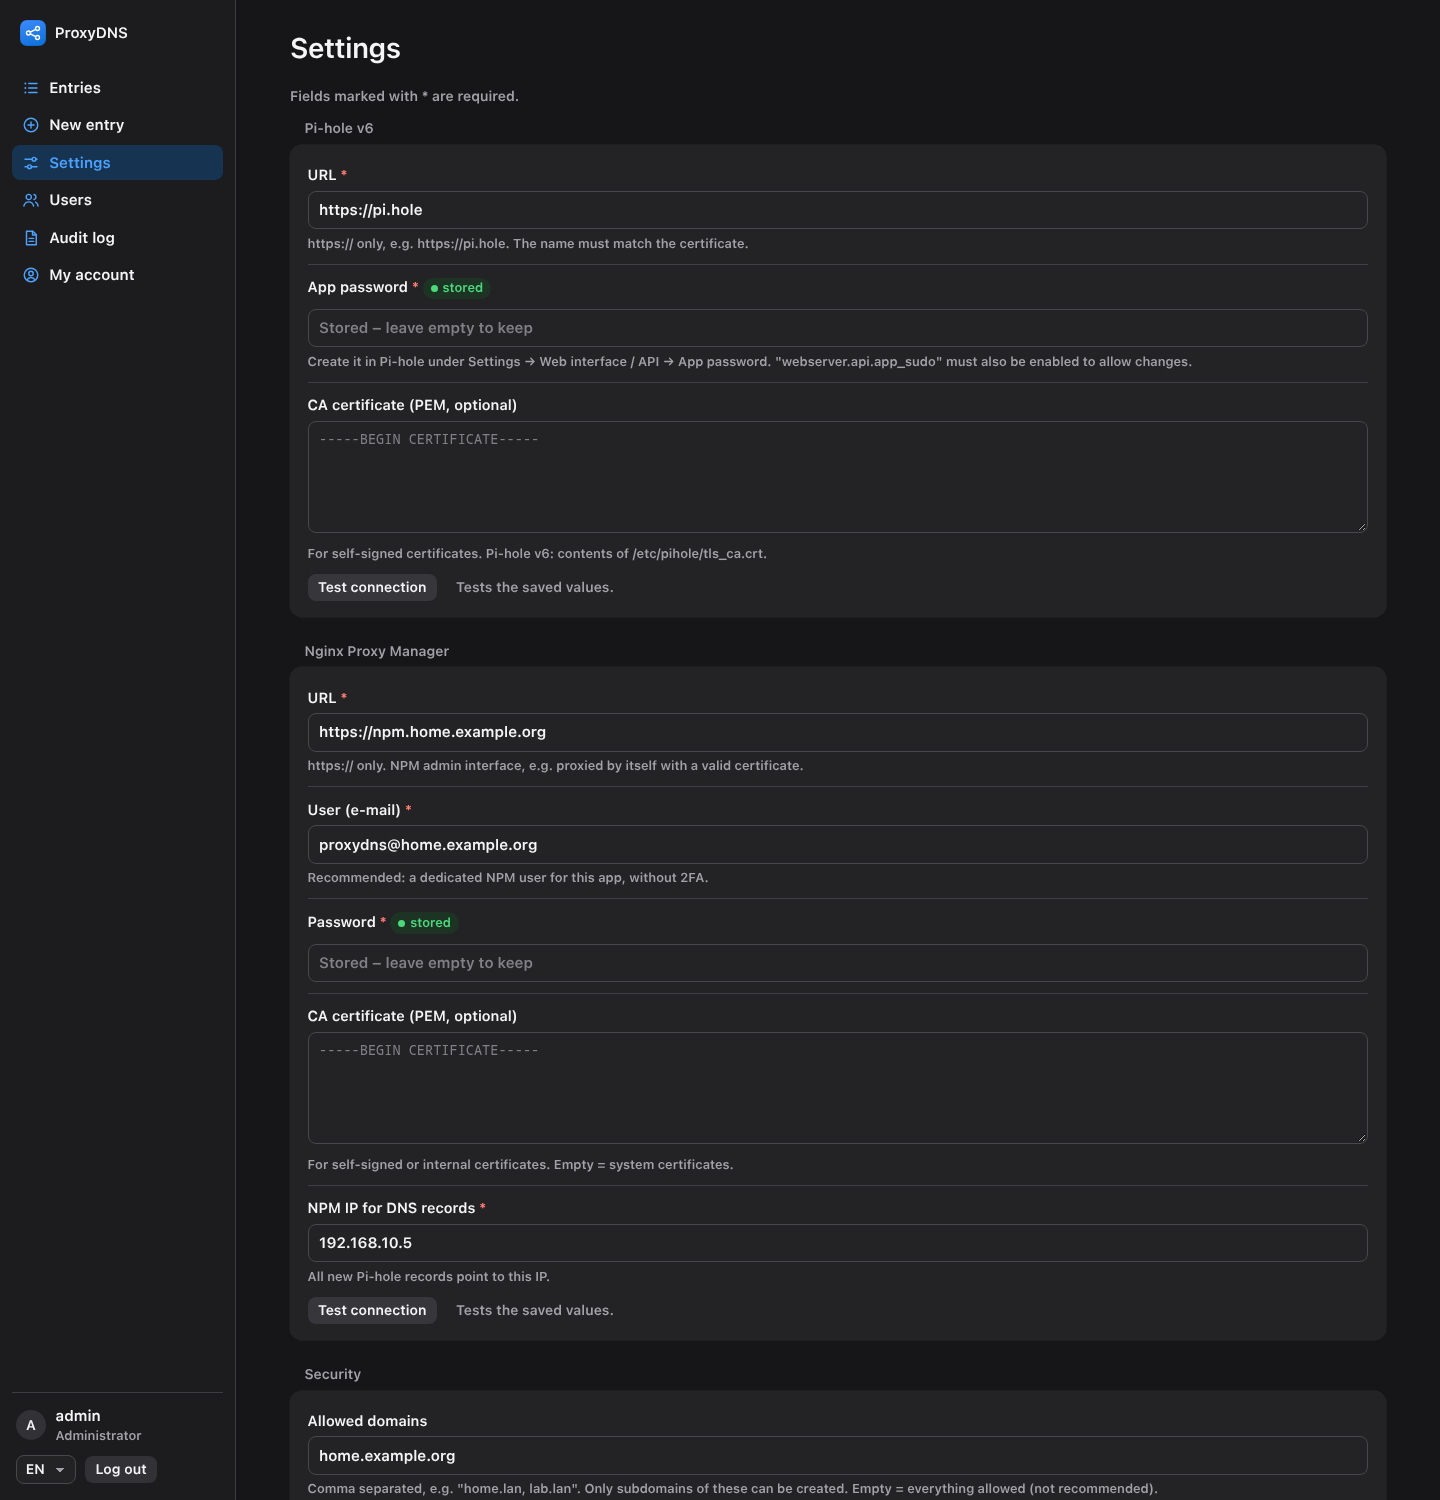 ProxyDNS
Entries
New entry
Settings
Users
Audit log
My account
A
admin
Administrator
EN
Log out
Settings
Fields marked with * are required.
Pi-hole v6
URL *
https://pi.hole
https:// only, e.g. https://pi.hole. The name must match the certificate.
App password * stored
Stored – leave empty to keep
Create it in Pi-hole under Settings → Web interface / API → App password. "webserver.api.app_sudo" must also be enabled to allow changes.
CA certificate (PEM, optional)
-----BEGIN CERTIFICATE-----
For self-signed certificates. Pi-hole v6: contents of /etc/pihole/tls_ca.crt.
Test connection Tests the saved values.
Nginx Proxy Manager
URL *
https://npm.home.example.org
https:// only. NPM admin interface, e.g. proxied by itself with a valid certificate.
User (e-mail) *
proxydns@home.example.org
Recommended: a dedicated NPM user for this app, without 2FA.
Password * stored
Stored – leave empty to keep
CA certificate (PEM, optional)
-----BEGIN CERTIFICATE-----
For self-signed or internal certificates. Empty = system certificates.
NPM IP for DNS records *
192.168.10.5
All new Pi-hole records point to this IP.
Test connection Tests the saved values.
Security
Allowed domains
home.example.org
Comma separated, e.g. "home.lan, lab.lan". Only subdomains of these can be created. Empty = everything allowed (not recommended).